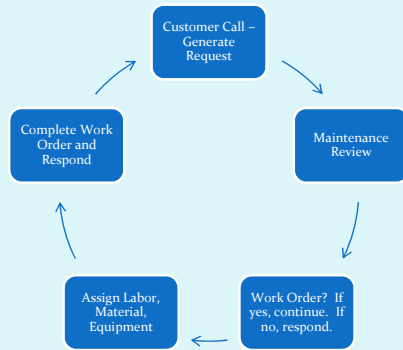 Customer Call –
Generate
Request
Maintenance
Review
Work Order? If
yes, continue. If
no, respond.
Assign Labor,
Material,
Equipment
Complete Work
Order and
Respond